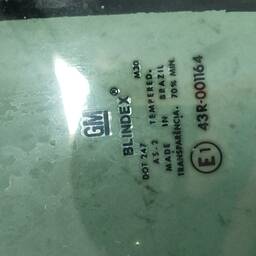 GM
BLINDEX®
DOT 247 M30
AS-2 TEMPERED.
MADE IN BRAZIL
TRANSPARÊNCIA. 70% MIN.
E1 43R-001164